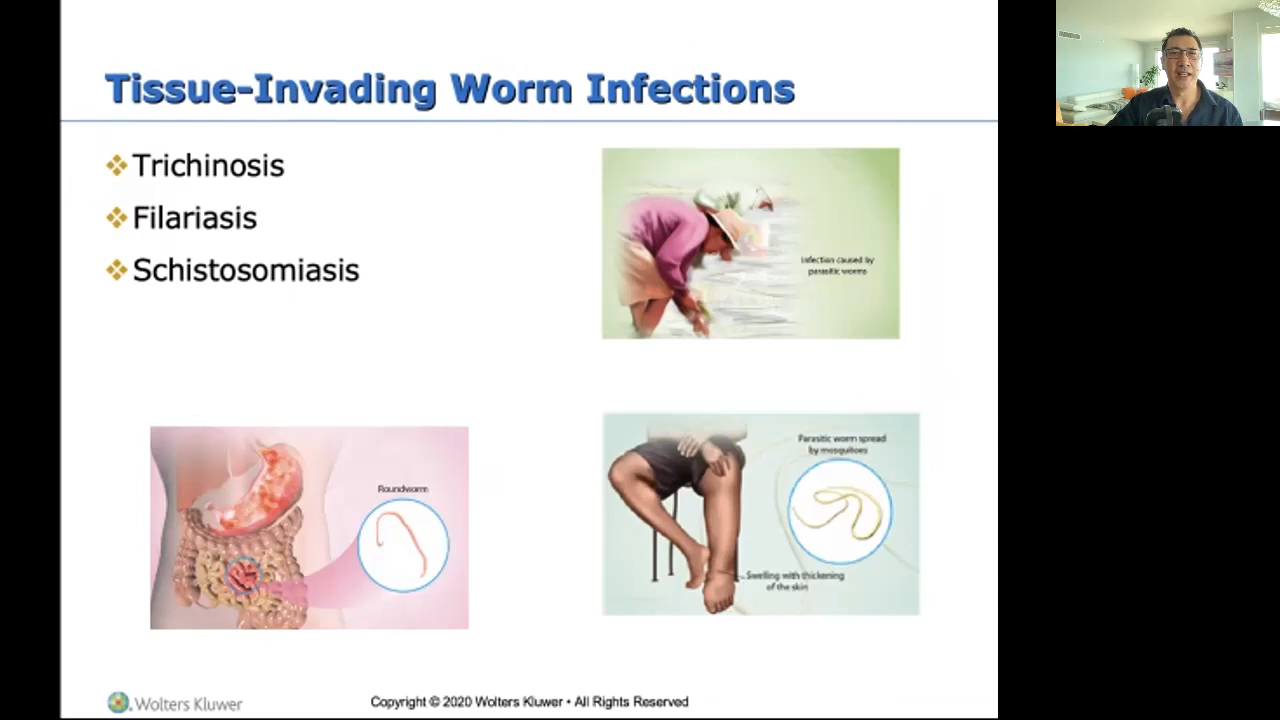 Tissue-Invading Worm Infections
Trichinosis
Filariasis
Schistosomiasis
Infection caused by
parasitic worms
Roundworm
Parasitic worm spread
by mosquitoes
Swelling with thickening
of the skin
Wolters Kluwer
Copyright © 2020 Wolters Kluwer • All Rights Reserved